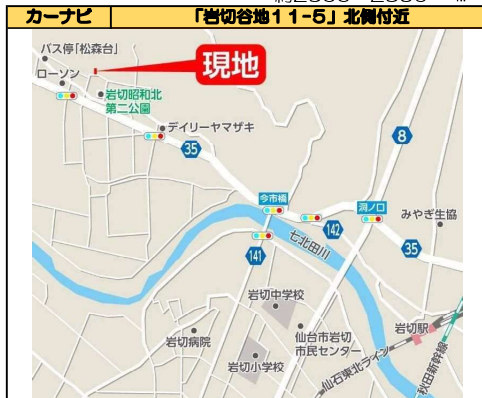 カーナビ
「岩切谷地11-5」北側付近
バス停「松森台」
現地
ローソン
岩切昭和北
第二公園
デイリーヤマザキ
35
8
今市橋
洞ノ口
みやぎ生協
142
七北田川
35
141
岩切中学校
岩切病院
仙台市岩切
市民センター
岩切駅
岩切小学校
仙石東北ライン
秋田新幹線